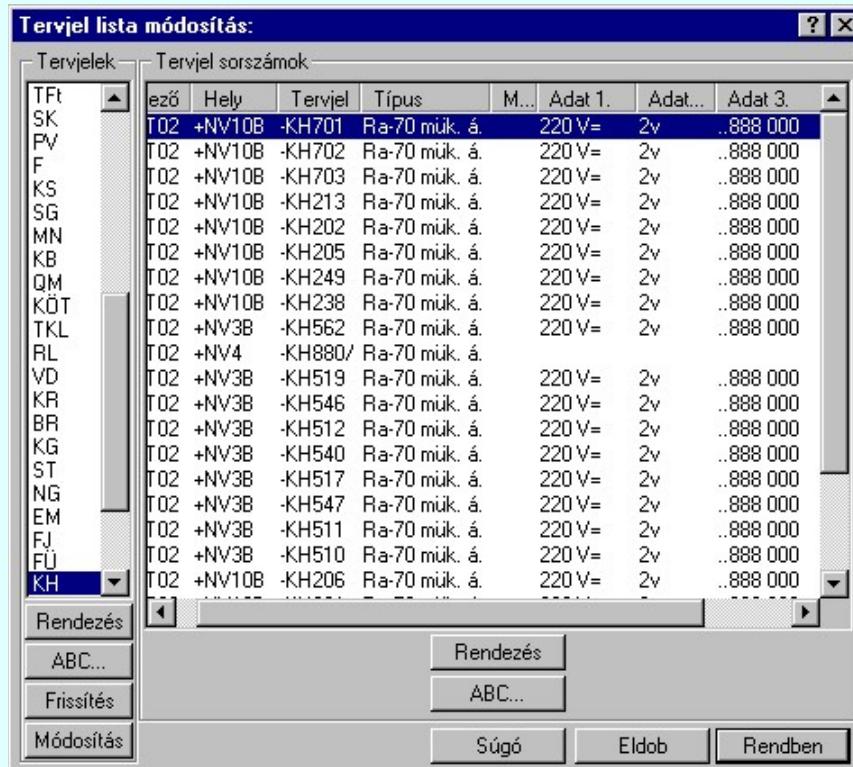 Tervjel lista módosítás:
Tervjelek
Tervjel sorszámok
TFt
SK
PV
F
KS
SG
MN
KB
QM
KÖT
TKL
RL
VD
KR
BR
KG
ST
NG
EM
FJ
FÜ
KH
ező Hely Tervjel Típus M... Adat 1. Adat... Adat 3.
T02 +NV10B -KH701 Ra-70 mük. á. 220 V= 2v ..888 000
T02 +NV10B -KH702 Ra-70 mük. á. 220 V= 2v ..888 000
T02 +NV10B -KH703 Ra-70 mük. á. 220 V= 2v ..888 000
T02 +NV10B -KH213 Ra-70 mük. á. 220 V= 2v ..888 000
T02 +NV10B -KH202 Ra-70 mük. á. 220 V= 2v ..888 000
T02 +NV10B -KH205 Ra-70 mük. á. 220 V= 2v ..888 000
T02 +NV10B -KH249 Ra-70 mük. á. 220 V= 2v ..888 000
T02 +NV10B -KH238 Ra-70 mük. á. 220 V= 2v ..888 000
T02 +NV3B -KH562 Ra-70 mük. á. 220 V= 2v ..888 000
T02 +NV4 -KH880/ Ra-70 mük. á.
T02 +NV3B -KH519 Ra-70 mük. á. 220 V= 2v ..888 000
T02 +NV3B -KH546 Ra-70 mük. á. 220 V= 2v ..888 000
T02 +NV3B -KH512 Ra-70 mük. á. 220 V= 2v ..888 000
T02 +NV3B -KH540 Ra-70 mük. á. 220 V= 2v ..888 000
T02 +NV3B -KH517 Ra-70 mük. á. 220 V= 2v ..888 000
T02 +NV3B -KH547 Ra-70 mük. á. 220 V= 2v ..888 000
T02 +NV3B -KH511 Ra-70 mük. á. 220 V= 2v ..888 000
T02 +NV3B -KH510 Ra-70 mük. á. 220 V= 2v ..888 000
T02 +NV10B -KH206 Ra-70 mük. á. 220 V= 2v ..888 000
Rendezés
ABC...
Frissítés
Módosítás
Rendezés
ABC...
Súgó Eldob Rendben